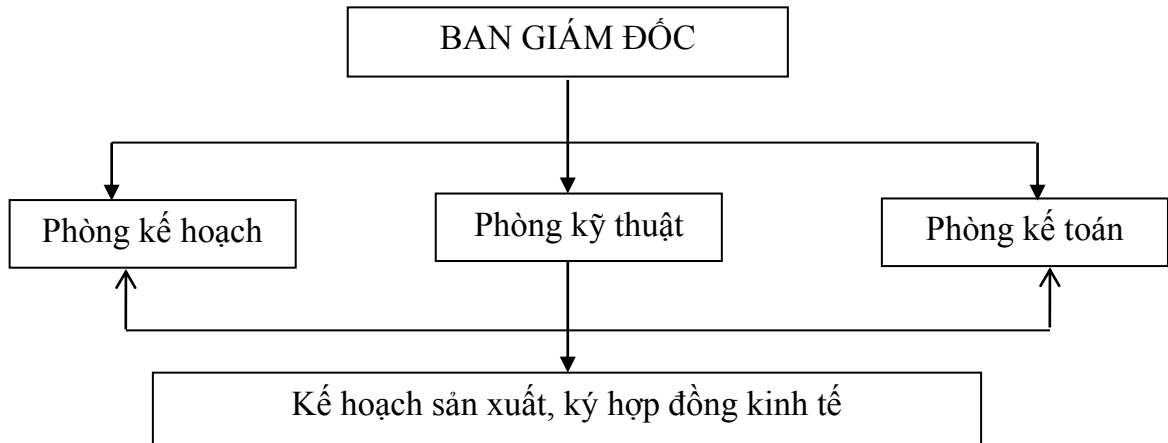 BAN GIÁM ĐỐC
Phòng kế hoạch
Phòng kỹ thuật
Phòng kế toán
Kế hoạch sản xuất, ký hợp đồng kinh tế